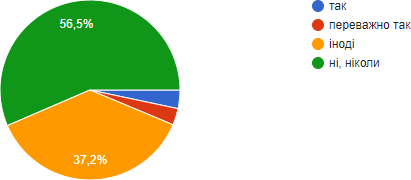 56,5%
37,2%
так
переважно так
іноді
ні, ніколи